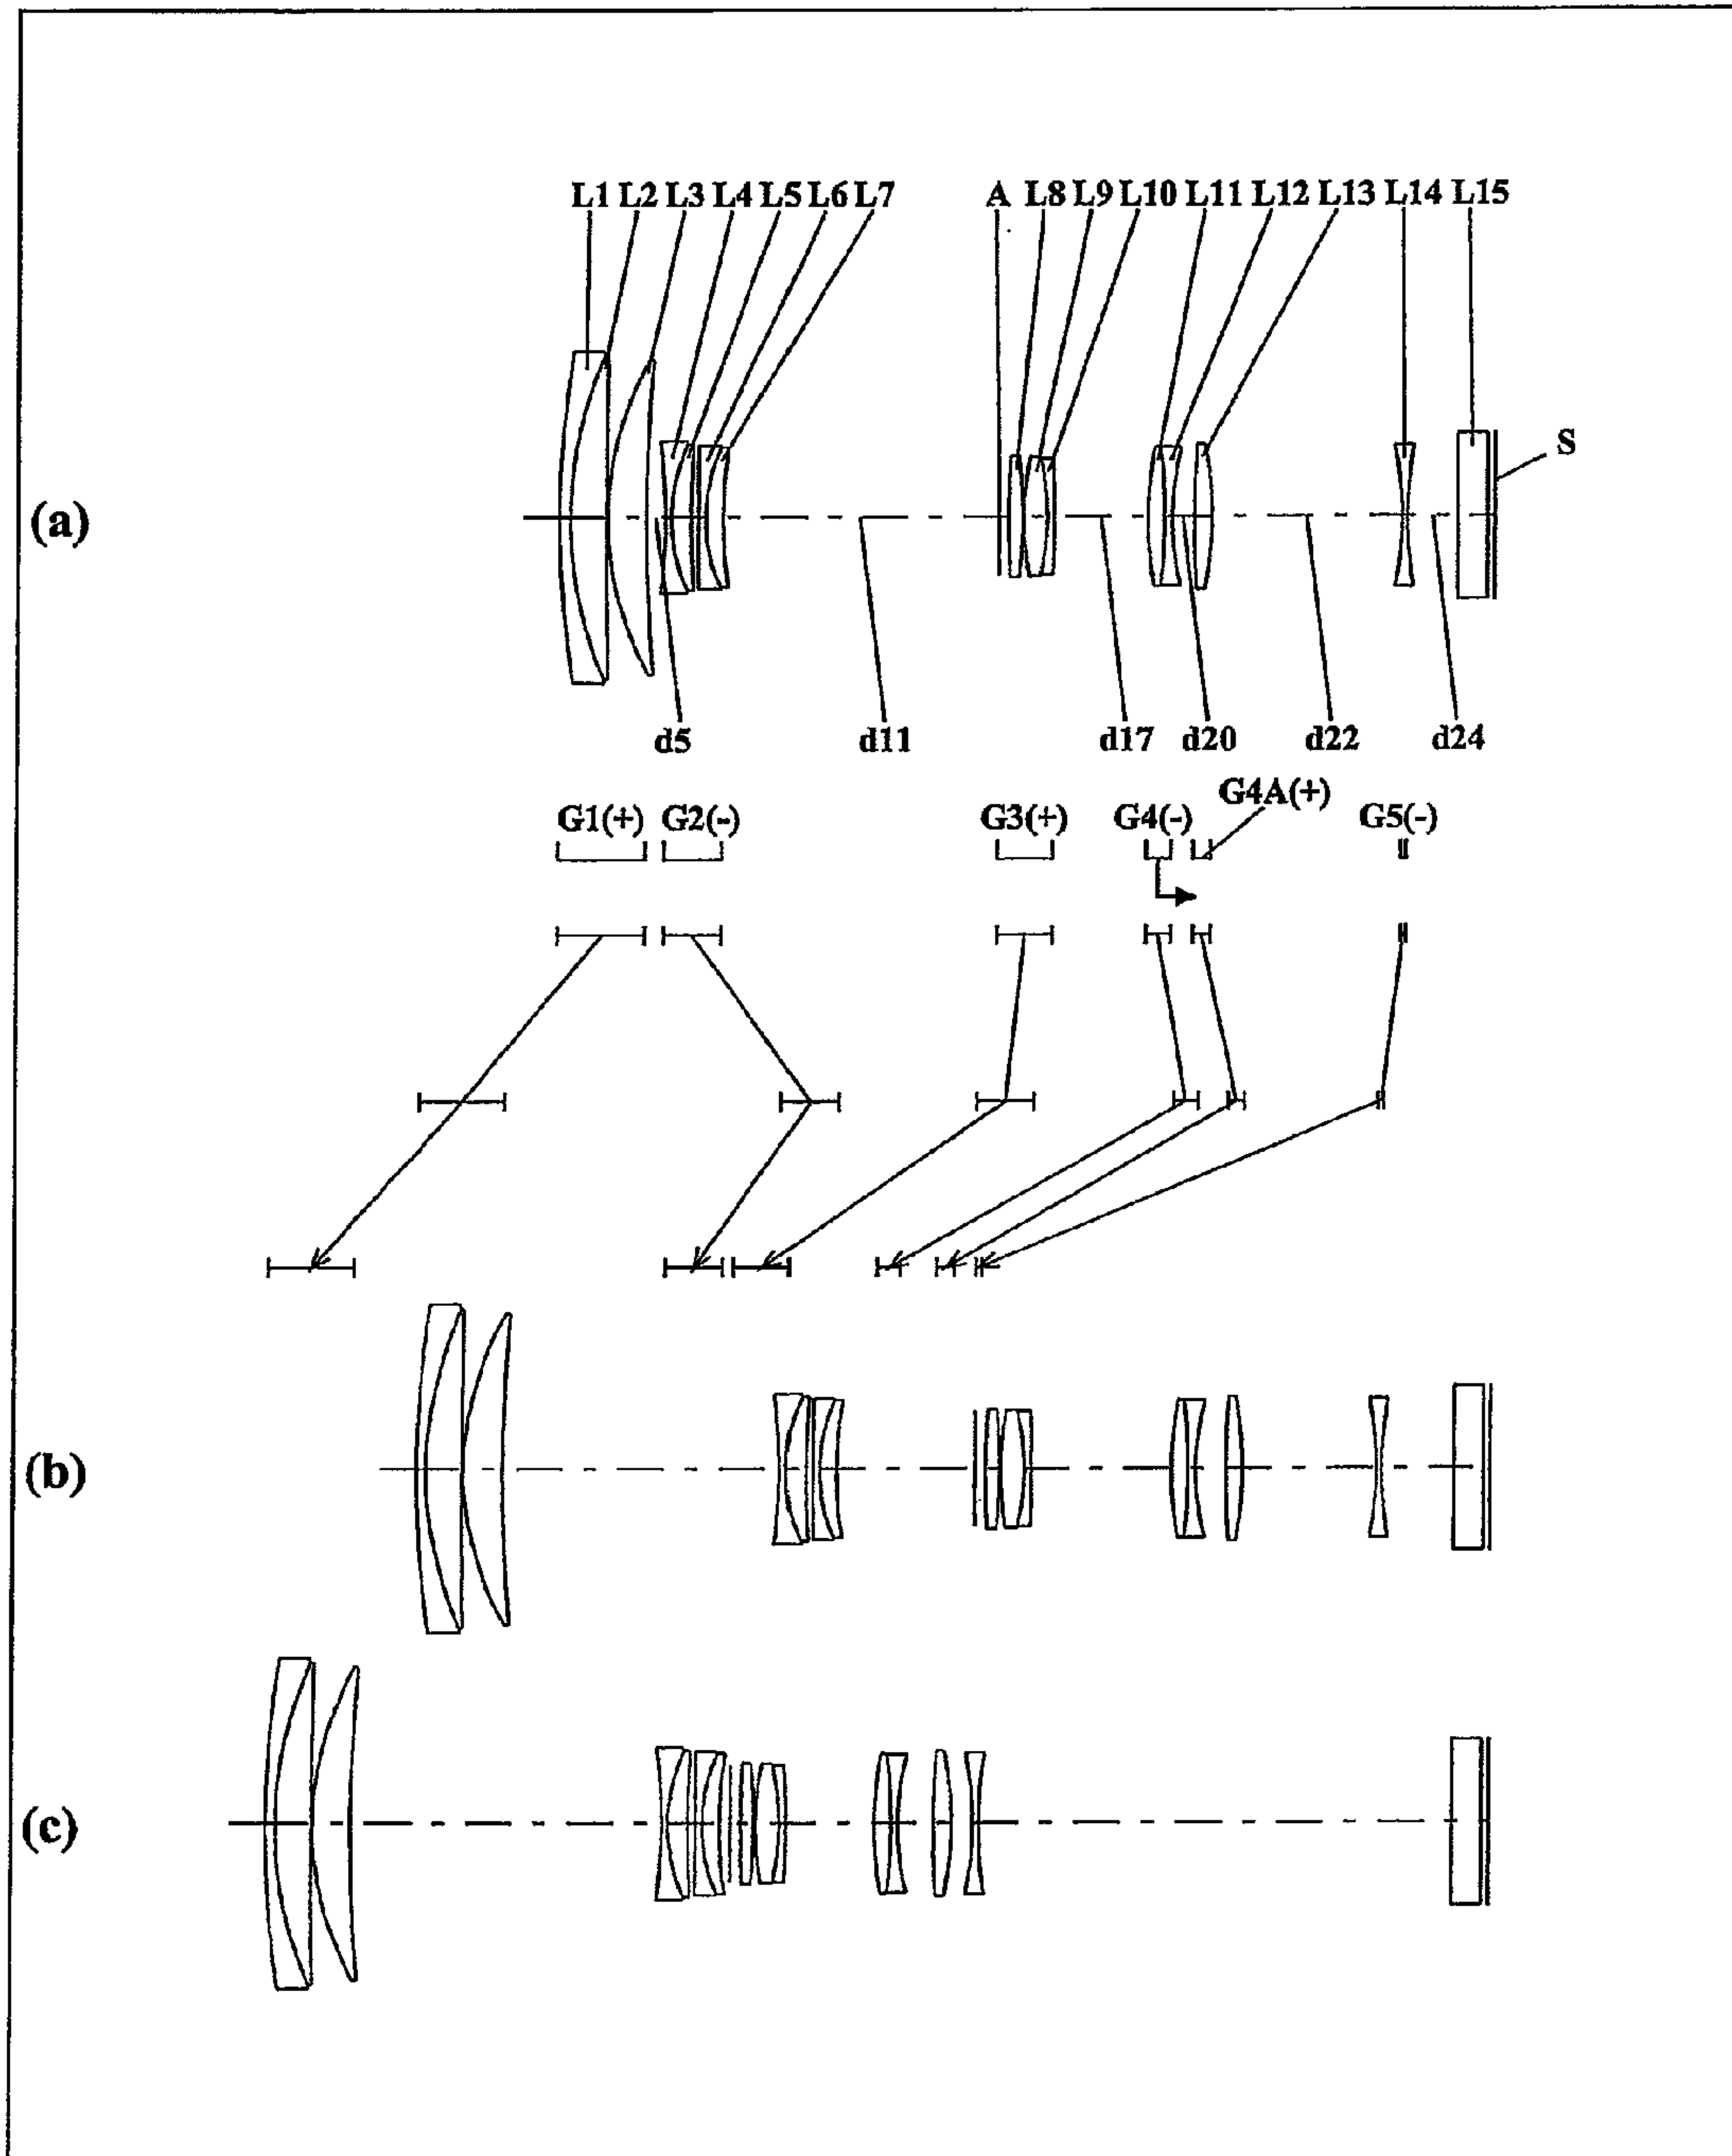 L1 L2 L3 L4 L5 L6 L7 A L8 L9 L10 L11 L12 L13 L14 L15
S
(a)
d5 d11 d17 d20 d22 d24
G4A(+)
G1(+) G2(-) G3(+) G4(-) G5(-)
(b)
(c)